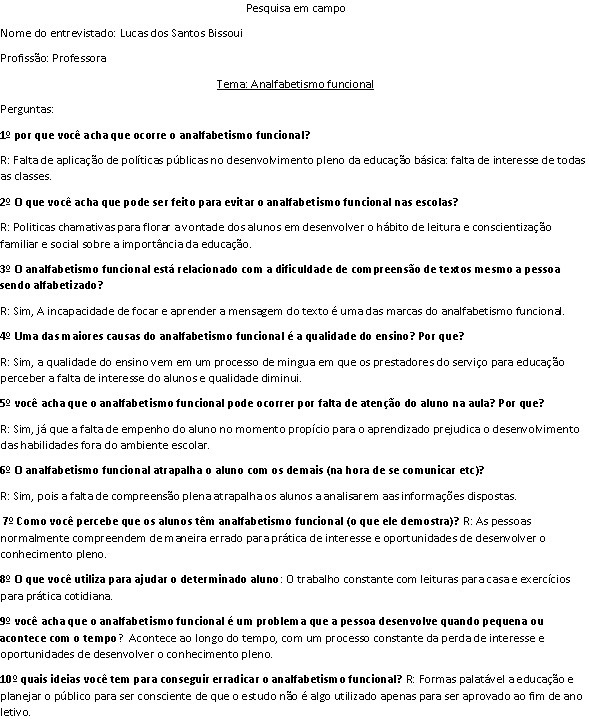 Pesquisa em campo
Nome do entrevistado: Lucas dos Santos Bissoui
Profissão: Professora
Tema: Analfabetismo funcional
Perguntas:
1º por que você acha que ocorre o analfabetismo funcional?
R: Falta de aplicação de políticas públicas no desenvolvimento pleno da educação básica: falta de interesse de todas
as classes.
2º O que você acha que pode ser feito para evitar o analfabetismo funcional nas escolas?
R: Politicas chamativas para florar a vontade dos alunos em desenvolver o hábito de leitura e conscientização
familiar e social sobre a importância da educação.
3º O analfabetismo funcional está relacionado com a dificuldade de compreensão de textos mesmo a pessoa
sendo alfabetizado?
R: Sim, A incapacidade de focar e aprender a mensagem do texto é uma das marcas do analfabetismo funcional.
4º Uma das maiores causas do analfabetismo funcional é a qualidade do ensino? Por que?
R: Sim, a qualidade do ensino vem em um processo de mingua em que os prestadores do serviço para educação
perceber a falta de interesse do alunos e qualidade diminui.
5º você acha que o analfabetismo funcional pode ocorrer por falta de atenção do aluno na aula? Por que?
R: Sim, já que a falta de empenho do aluno no momento propício para o aprendizado prejudica o desenvolvimento
das habilidades fora do ambiente escolar.
6º O analfabetismo funcional atrapalha o aluno com os demais (na hora de se comunicar etc)?
R: Sim, pois a falta de compreensão plena atrapalha os alunos a analisarem aas informações dispostas.
7º Como você percebe que os alunos têm analfabetismo funcional (o que ele demostra)? R: As pessoas
normalmente compreendem de maneira errado para prática de interesse e oportunidades de desenvolver o
conhecimento pleno.
8º O que você utiliza para ajudar o determinado aluno: O trabalho constante com leituras para casa e exercícios
para prática cotidiana.
9º você acha que o analfabetismo funcional é um problema que a pessoa desenvolve quando pequena ou
acontece com o tempo? Acontece ao longo do tempo, com um processo constante da perda de interesse e
oportunidades de desenvolver o conhecimento pleno.
10º quais ideias você tem para conseguir erradicar o analfabetismo funcional? R: Formas palatável a educação e
planejar o público para ser consciente de que o estudo não é algo utilizado apenas para ser aprovado ao fim de ano
letivo.